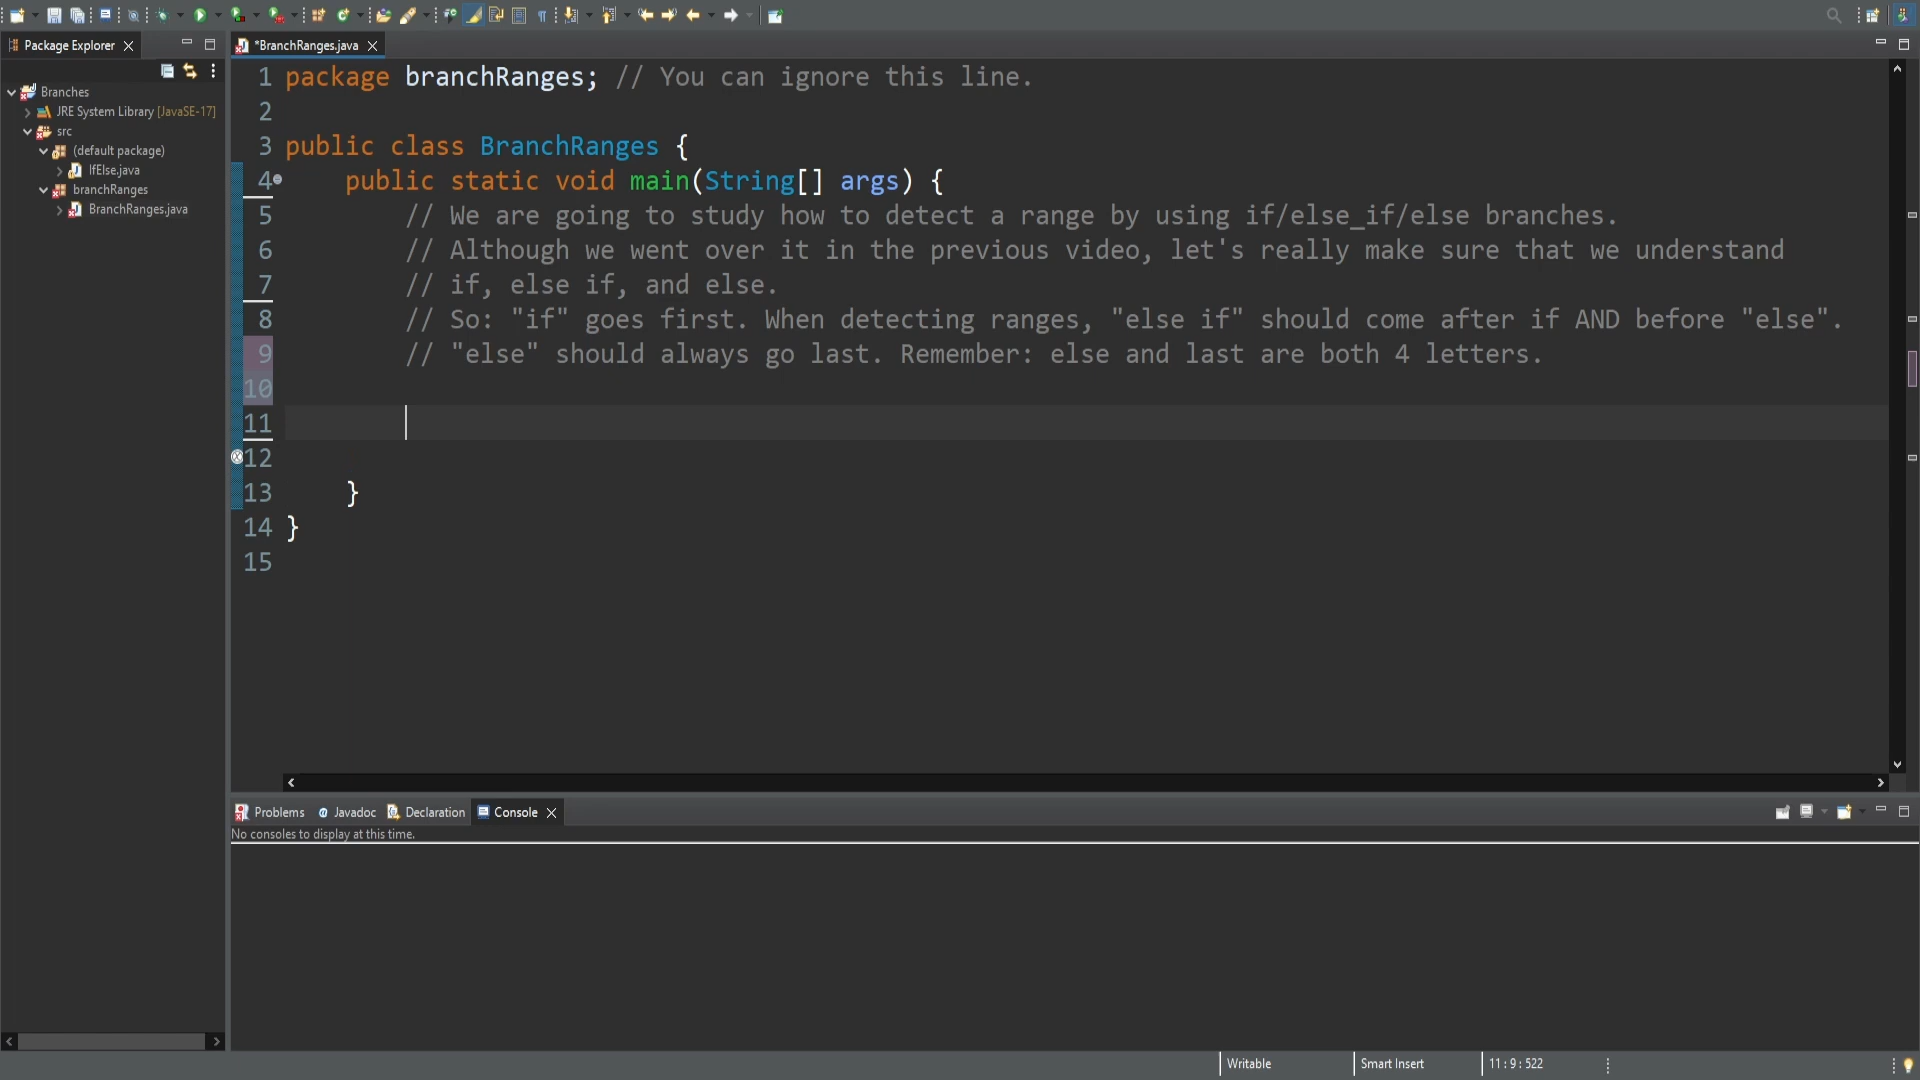 Package Explorer
*BranchRanges.java
Branches
JRE System Library [JavaSE-17]
src
(default package)
IfElse.java
branchRanges
BranchRanges.java
1 package branchRanges; // You can ignore this line.
2
3 public class BranchRanges {
4 public static void main(String[] args) {
5 // We are going to study how to detect a range by using if/else_if/else branches.
6 // Although we went over it in the previous video, let's really make sure that we understand
7 // if, else if, and else.
8 // So: "if" goes first. When detecting ranges, "else if" should come after if AND before "else".
9 // "else" should always go last. Remember: else and last are both 4 letters.
10
11
12
13 }
14 }
15
Problems Javadoc Declaration Console
No consoles to display at this time.
Writable Smart Insert 11 : 9 : 522